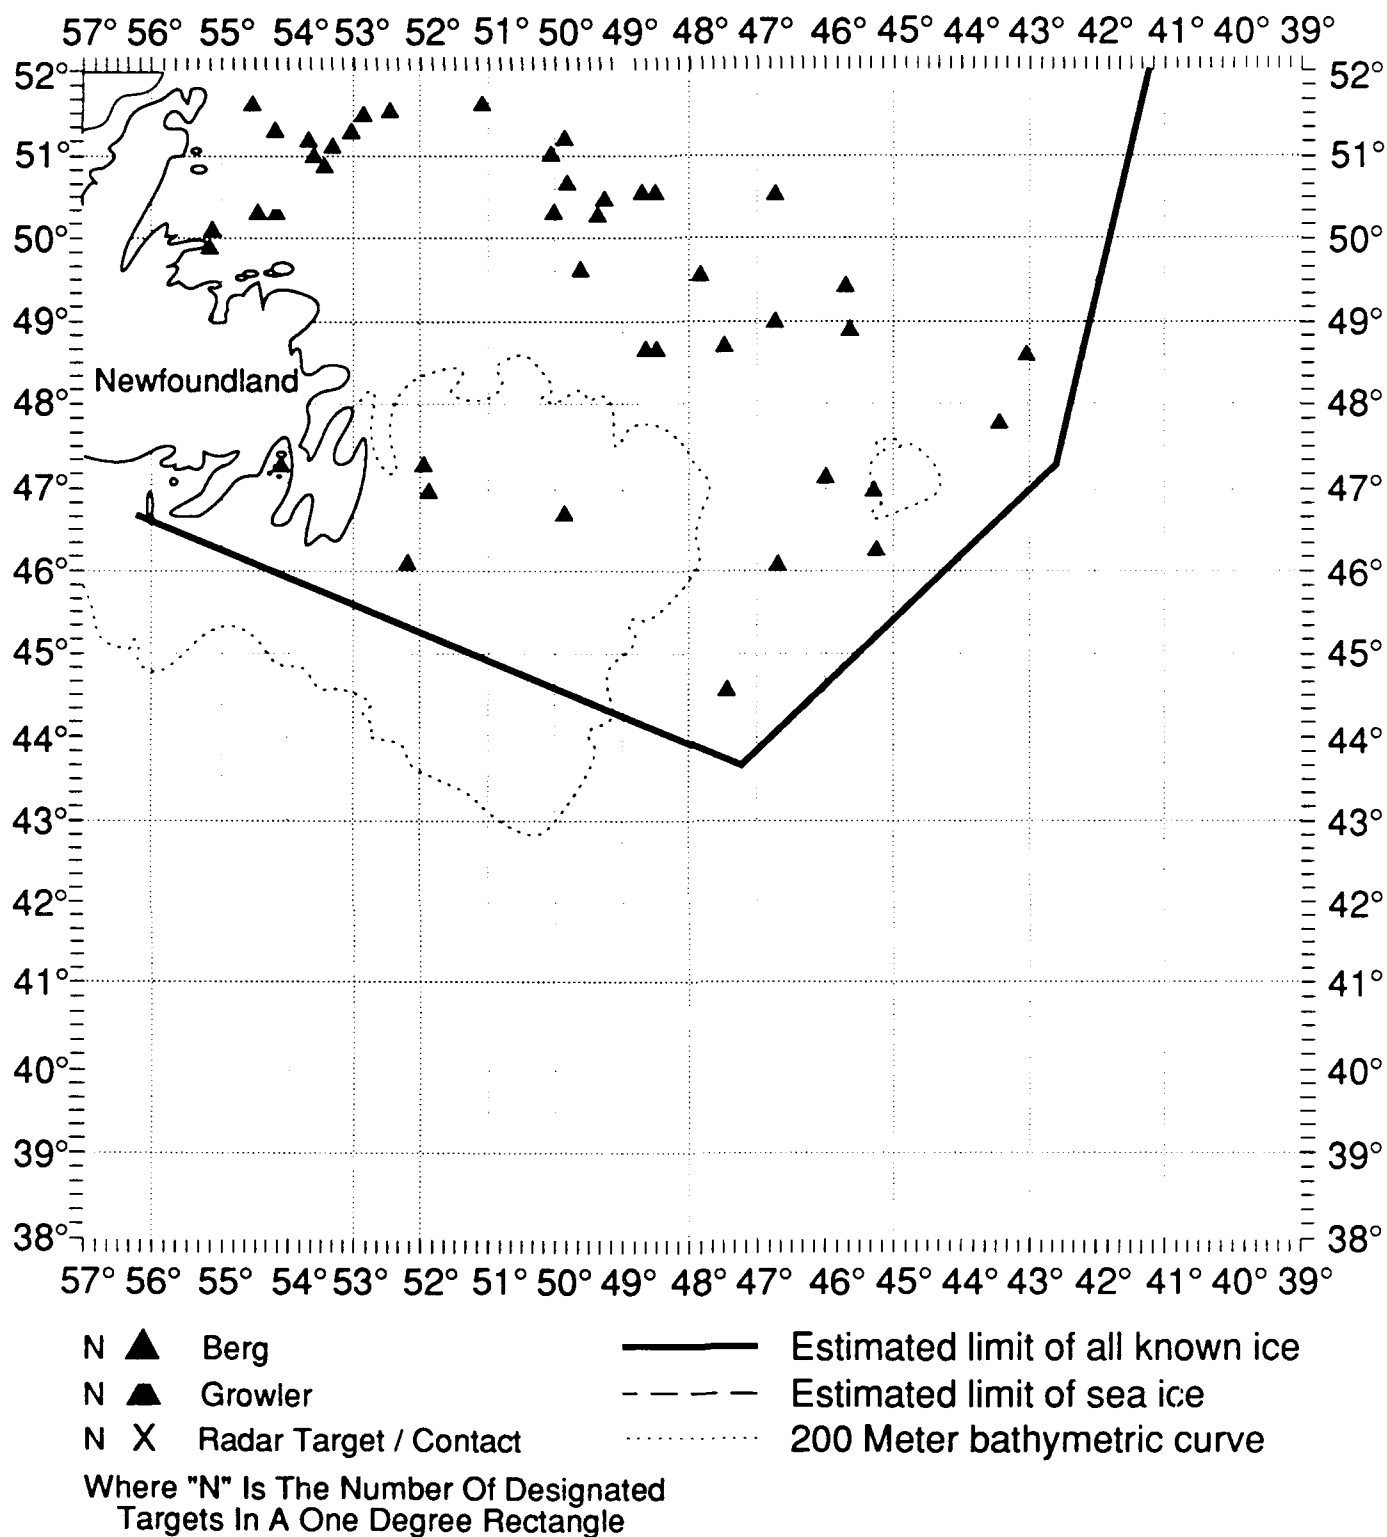 57° 56° 55° 54° 53° 52° 51° 50° 49° 48° 47° 46° 45° 44° 43° 42° 41° 40° 39°
52° 52°
51° 51°
50° 50°
49° 49°
Newfoundland
48° 48°
47° 47°
46° 46°
45° 45°
44° 44°
43° 43°
42° 42°
41° 41°
40° 40°
39° 39°
38° 38°
57° 56° 55° 54° 53° 52° 51° 50° 49° 48° 47° 46° 45° 44° 43° 42° 41° 40° 39°
N Berg Estimated limit of all known ice
N Growler Estimated limit of sea ice
N X Radar Target / Contact 200 Meter bathymetric curve
Where "N" Is The Number Of Designated
Targets In A One Degree Rectangle